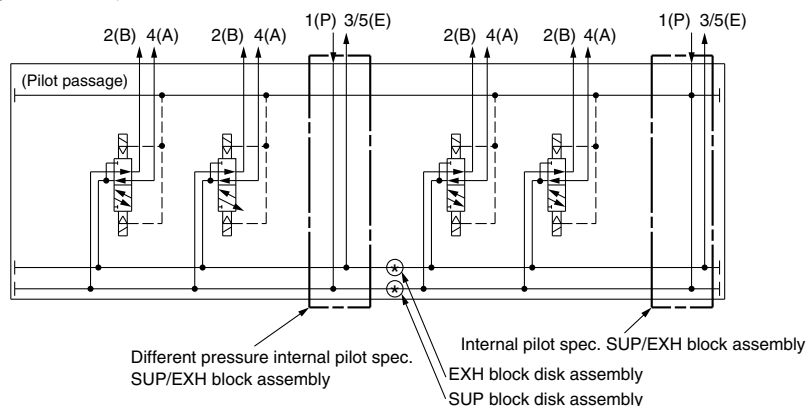 1(P) 3/5(E) 1(P) 3/5(E)
2(B) 4(A) 2(B) 4(A) 2(B) 4(A) 2(B) 4(A)
(Pilot passage)
*
*
Internal pilot spec. SUP/EXH block assembly
Different pressure internal pilot spec.
SUP/EXH block assembly
EXH block disk assembly
SUP block disk assembly